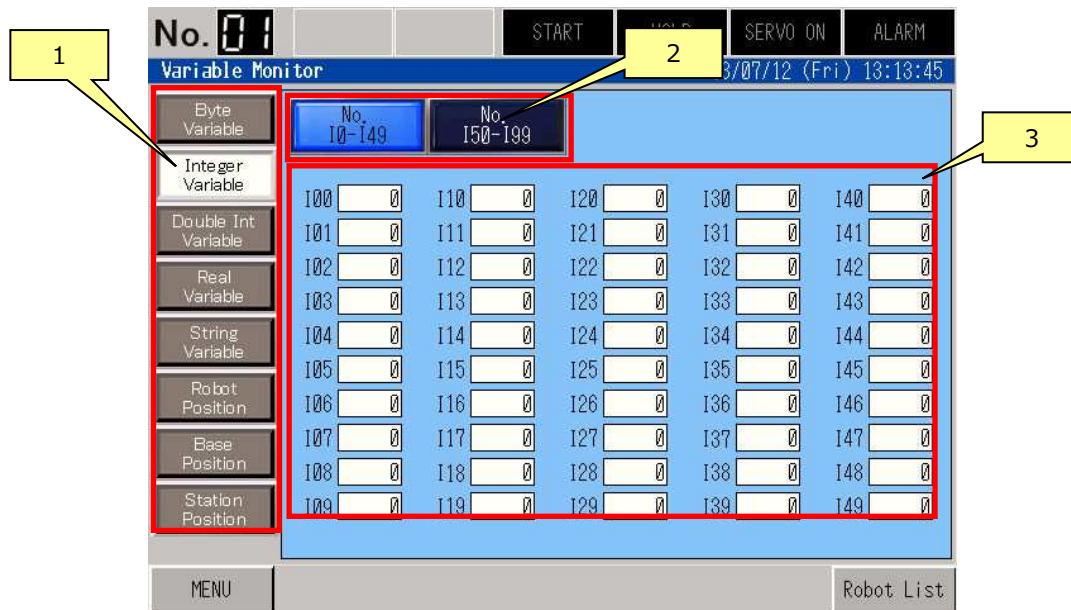 No. 01
START
SERVO ON
ALARM
1
2
3
Variable Monitor
/07/12 (Fri) 13:13:45
Byte
Variable
Integer
Variable
Double Int
Variable
Real
Variable
String
Variable
Robot
Position
Base
Position
Station
Position
No.
I0-I49
No.
I50-I99
I00 0 I10 0 I20 0 I30 0 I40 0
I01 0 I11 0 I21 0 I31 0 I41 0
I02 0 I12 0 I22 0 I32 0 I42 0
I03 0 I13 0 I23 0 I33 0 I43 0
I04 0 I14 0 I24 0 I34 0 I44 0
I05 0 I15 0 I25 0 I35 0 I45 0
I06 0 I16 0 I26 0 I36 0 I46 0
I07 0 I17 0 I27 0 I37 0 I47 0
I08 0 I18 0 I28 0 I38 0 I48 0
I09 0 I19 0 I29 0 I39 0 I49 0
MENU
Robot List